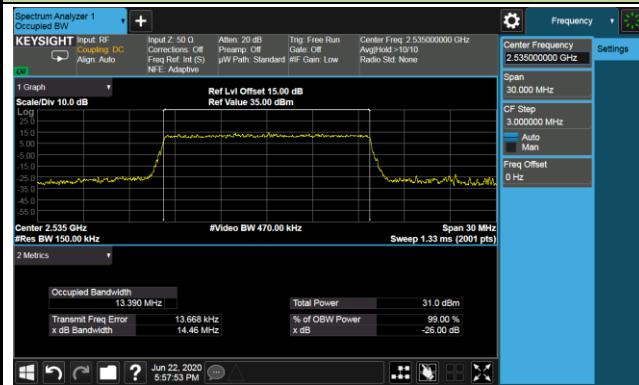 Spectrum Analyzer 1
Occupied BW
Frequency
KEYSIGHT
Input: RF
Coupling: DC
Align: Auto
Input Z: 50 Ω
Corrections: Off
Freq Ref: Int (S)
NFE: Adaptive
Atten: 20 dB
Preamp: Off
µW Path: Standard
Trig: Free Run
Gate: Off
#IF Gain: Low
Center Freq: 2.535000000 GHz
Avg|Hold:>10/10
Radio Std: None
Center Frequency
2.535000000 GHz
Settings
Span
30.000 MHz
CF Step
3.000000 MHz
Auto
Man
Freq Offset
0 Hz
1 Graph
Scale/Div 10.0 dB
Ref Lvl Offset 15.00 dB
Ref Value 35.00 dBm
Log
25.0
15.0
5.00
-5.00
-15.0
-25.0
-35.0
-45.0
-55.0
Center 2.535 GHz
#Video BW 470.00 kHz
Span 30 MHz
#Res BW 150.00 kHz
Sweep 1.33 ms (2001 pts)
2 Metrics
Occupied Bandwidth
13.390 MHz
Total Power
31.0 dBm
Transmit Freq Error
13.668 kHz
% of OBW Power
99.00 %
x dB Bandwidth
14.46 MHz
x dB
-26.00 dB
Jun 22, 2020
5:57:53 PM